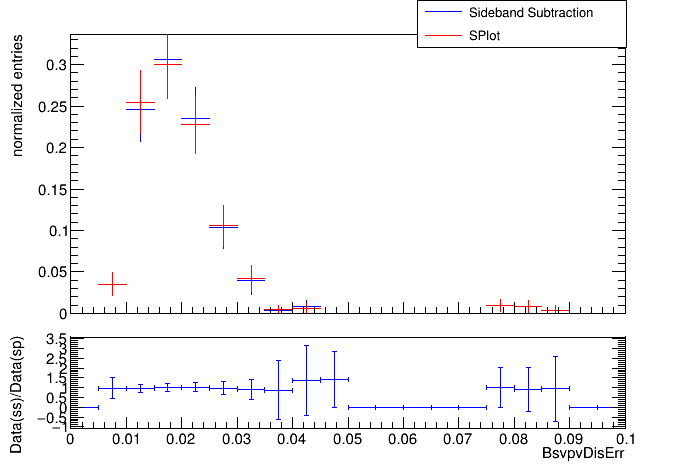 Sideband Subtraction
SPlot
normalized entries
0.3
0.25
0.2
0.15
0.1
0.05
0
Data(ss)/Data(sp)
3.5
3
2.5
2
1.5
1
0.5
0
−0.5
−1
0 0.01 0.02 0.03 0.04 0.05 0.06 0.07 0.08 0.09 0.1
BsvpvDisErr